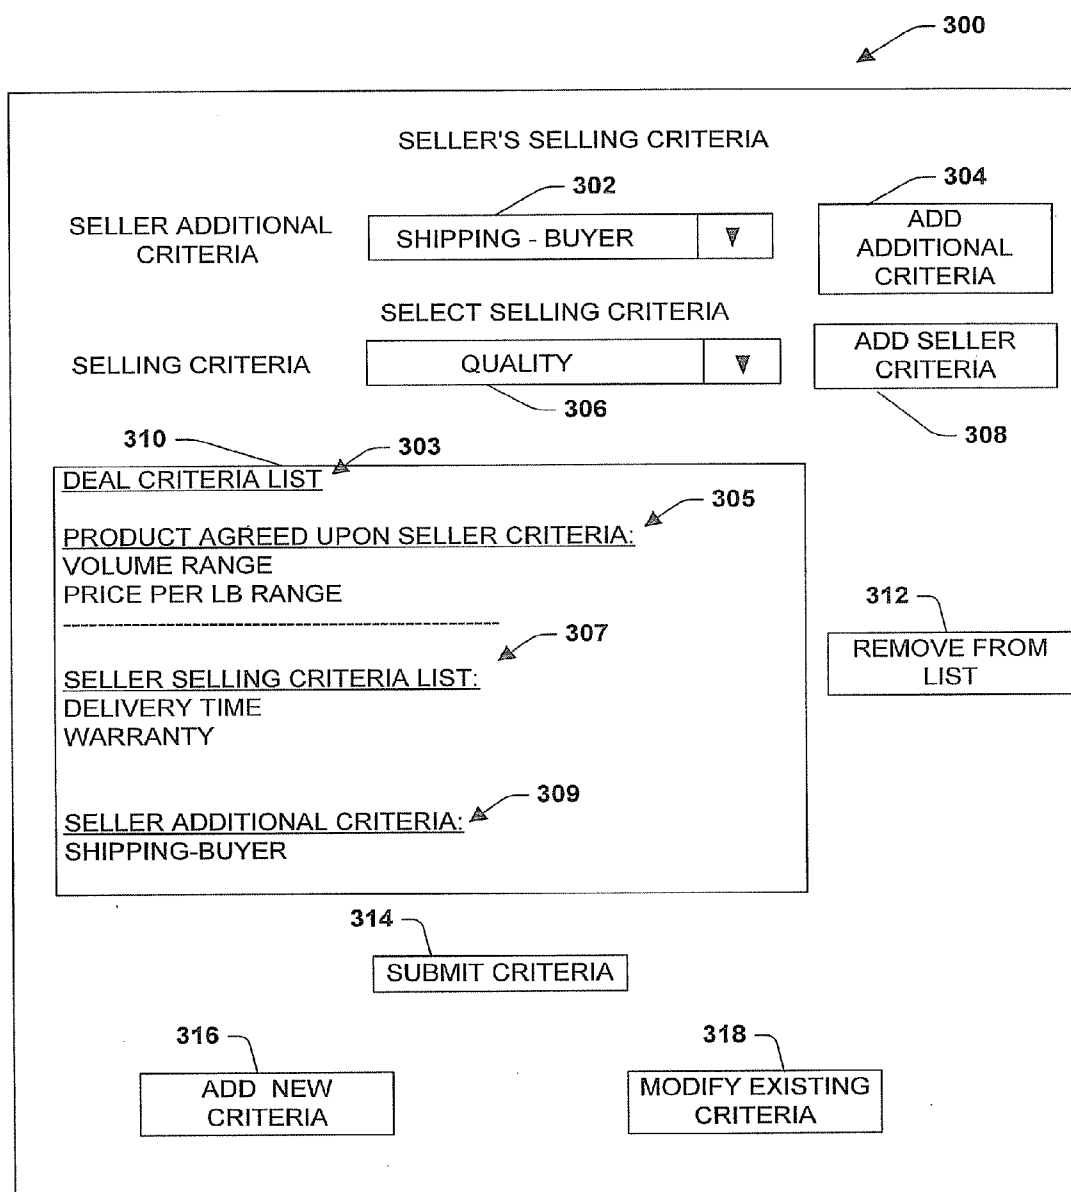 300
SELLER'S SELLING CRITERIA
302
304
SELLER ADDITIONAL
CRITERIA
SHIPPING - BUYER
ADD
ADDITIONAL
CRITERIA
SELECT SELLING CRITERIA
SELLING CRITERIA
QUALITY
ADD SELLER
CRITERIA
306
308
310
303
DEAL CRITERIA LIST
305
PRODUCT AGREED UPON SELLER CRITERIA:
VOLUME RANGE
PRICE PER LB RANGE
--------------------------------------------------
312
REMOVE FROM
LIST
307
SELLER SELLING CRITERIA LIST:
DELIVERY TIME
WARRANTY
309
SELLER ADDITIONAL CRITERIA:
SHIPPING-BUYER
314
SUBMIT CRITERIA
316
318
ADD NEW
CRITERIA
MODIFY EXISTING
CRITERIA